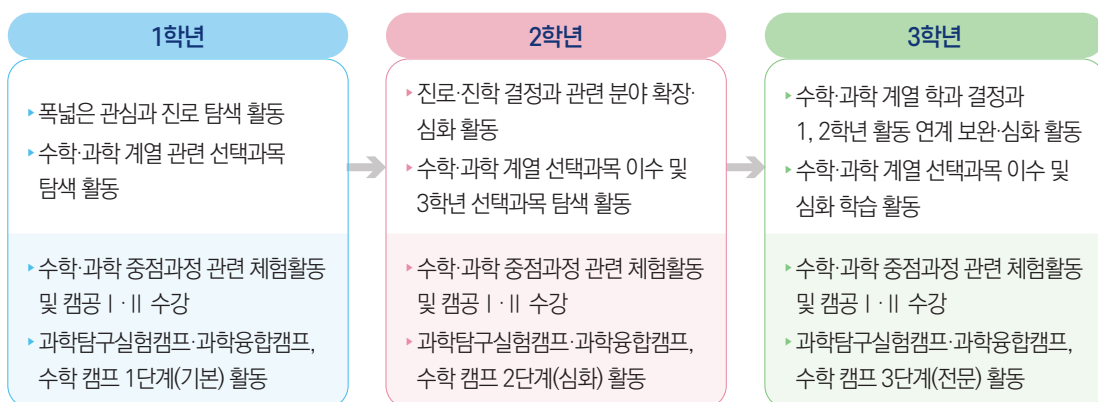 1학년
▸폭넓은 관심과 진로 탐색 활동
▸수학·과학 계열 관련 선택과목
탐색 활동
▸수학·과학 중점과정 관련 체험활동
및 캠공 Ⅰ·Ⅱ 수강
▸과학탐구실험캠프·과학융합캠프,
수학 캠프 1단계(기본) 활동
2학년
▸진로·진학 결정과 관련 분야 확장·
심화 활동
▸수학·과학 계열 선택과목 이수 및
3학년 선택과목 탐색 활동
▸수학·과학 중점과정 관련 체험활동
및 캠공 Ⅰ·Ⅱ 수강
▸과학탐구실험캠프·과학융합캠프,
수학 캠프 2단계(심화) 활동
3학년
▸수학·과학 계열 학과 결정과
1, 2학년 활동 연계 보완·심화 활동
▸수학·과학 계열 선택과목 이수 및
심화 학습 활동
▸수학·과학 중점과정 관련 체험활동
및 캠공 Ⅰ·Ⅱ 수강
▸과학탐구실험캠프·과학융합캠프,
수학 캠프 3단계(전문) 활동